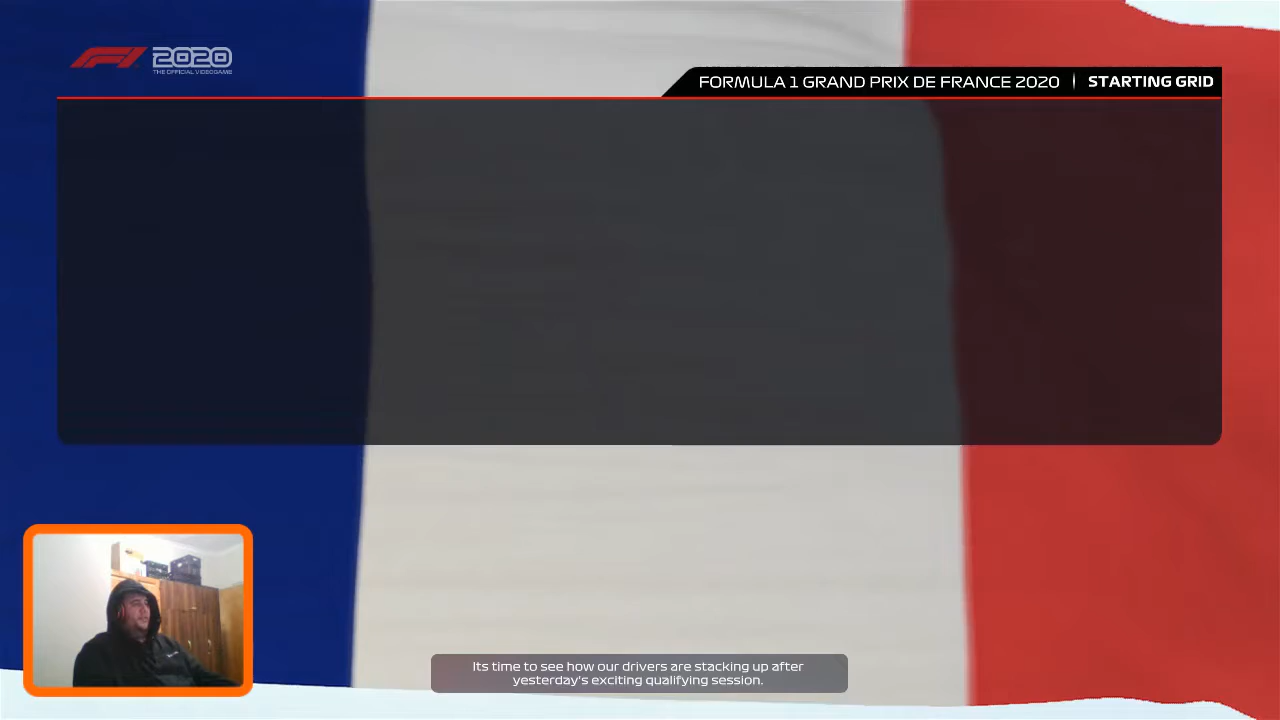 F1 2020
THE OFFICIAL VIDEOGAME
FORMULA 1 GRAND PRIX DE FRANCE 2020 | STARTING GRID
Its time to see how our drivers are stacking up after
yesterday's exciting qualifying session.